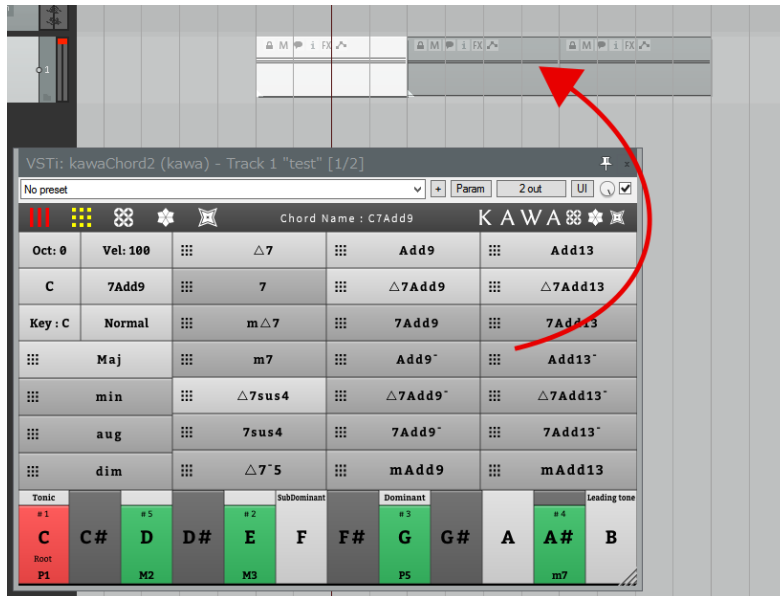 1
M i FX
M i FX
M i FX
VSTi: kawaChord2 (kawa) - Track 1 "test" [1/2]
No preset + Param 2 out UI
Chord Name : C7Add9 KAWA
Oct: 0 Vel: 100 △7 Add9 Add13
C 7Add9 7 △7Add9 △7Add13
Key : C Normal m△7 7Add9 7Add13
Maj m7 Add9⁻ Add13⁻
min △7sus4 △7Add9⁻ △7Add13⁻
aug 7sus4 7Add9⁻ 7Add13⁻
dim △7⁻5 mAdd9 mAdd13
Tonic SubDominant Dominant Leading tone
#1 #5 #2 #3 #4
C C# D D# E F F# G G# A A# B
Root
P1 M2 M3 P5 m7